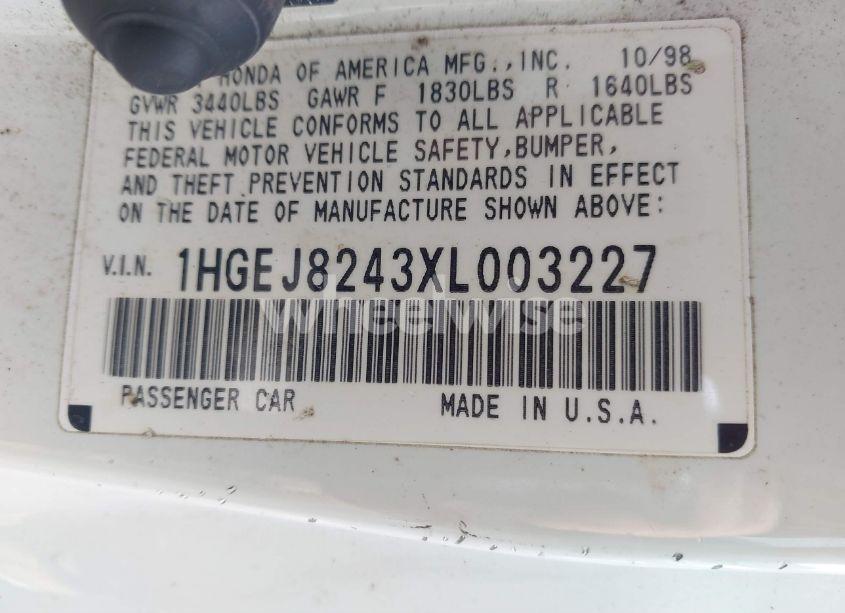 HONDA OF AMERICA MFG.,INC. 10/98
GVWR 3440LBS GAWR F 1830LBS R 1640LBS
THIS VEHICLE CONFORMS TO ALL APPLICABLE
FEDERAL MOTOR VEHICLE SAFETY,BUMPER,
AND THEFT PREVENTION STANDARDS IN EFFECT
ON THE DATE OF MANUFACTURE SHOWN ABOVE:
V.I.N. 1HGEJ8243XL003227
wheelwise
PASSENGER CAR MADE IN U.S.A.